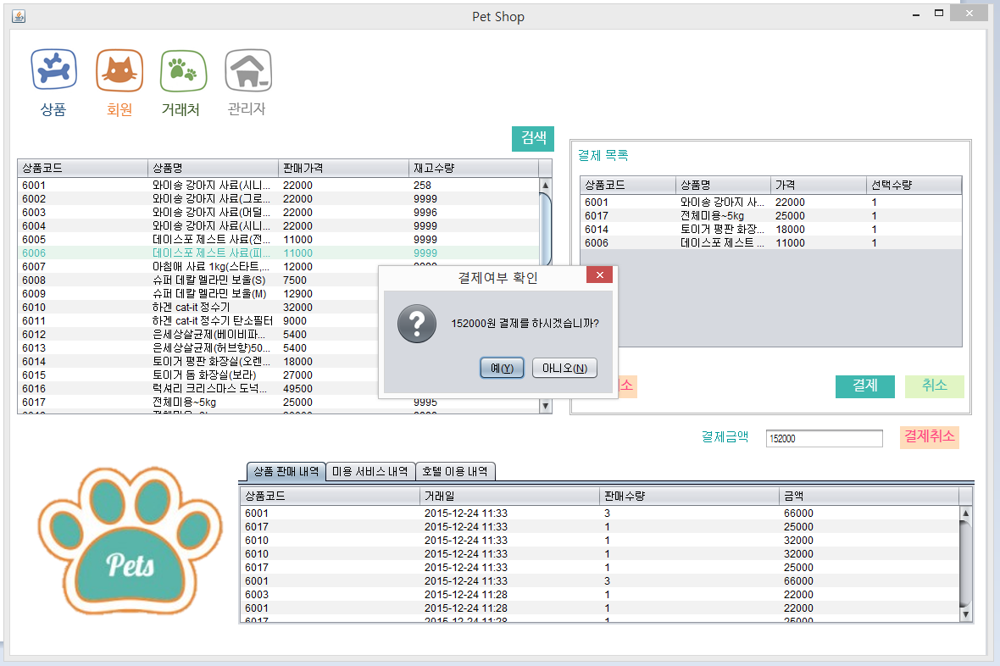 Pet Shop
상품 회원 거래처 관리자
검색
상품코드 상품명 판매가격 재고수량
6001 와이송 강아지 사료(시니... 22000 258
6002 와이송 강아지 사료(그로... 22000 9999
6003 와이송 강아지 사료(어덜... 22000 9996
6004 와이송 강아지 사료(시니... 22000 9999
6005 데이스포 제스트 사료(전... 11000 9999
6006 데이스포 제스트 사료(피... 11000 9999
6007 마침애 사료 1kg(스타트,... 12000
6008 슈퍼 데칼 멜라민 보울(S) 7500
6009 슈퍼 데칼 멜라민 보울(M) 12900
6010 하겐 cat-it 정수기 32000
6011 하겐 cat-it 정수기 탄소필터 9000
6012 은세상살균제(베이비파... 5400
6013 은세상살균제(허브향)50... 5400
6014 토이거 평판 화장실(오렌... 18000
6015 토이거 돔 화장실(보라) 27000
6016 럭셔리 크리스마스 도넉... 49500
6017 전체미용~5kg 25000 9995
결제 목록
상품코드 상품명 가격 선택수량
6001 와이송 강아지 사... 22000 1
6017 전체미용~5kg 25000 1
6014 토이거 평판 화장... 18000 1
6006 데이스포 제스트 ... 11000 1
결제여부 확인
152000원 결제를 하시겠습니까?
예(Y) 아니오(N)
소 결제 취소
결제금액 152000 결제취소
Pets
상품 판매 내역 미용 서비스 내역 호텔 이용 내역
상품코드 거래일 판매수량 금액
6001 2015-12-24 11:33 3 66000
6017 2015-12-24 11:33 1 25000
6010 2015-12-24 11:33 1 32000
6010 2015-12-24 11:33 1 32000
6017 2015-12-24 11:33 1 25000
6001 2015-12-24 11:33 3 66000
6003 2015-12-24 11:28 1 22000
6001 2015-12-24 11:28 1 22000
6017 2015-12-24 11:28 1 25000